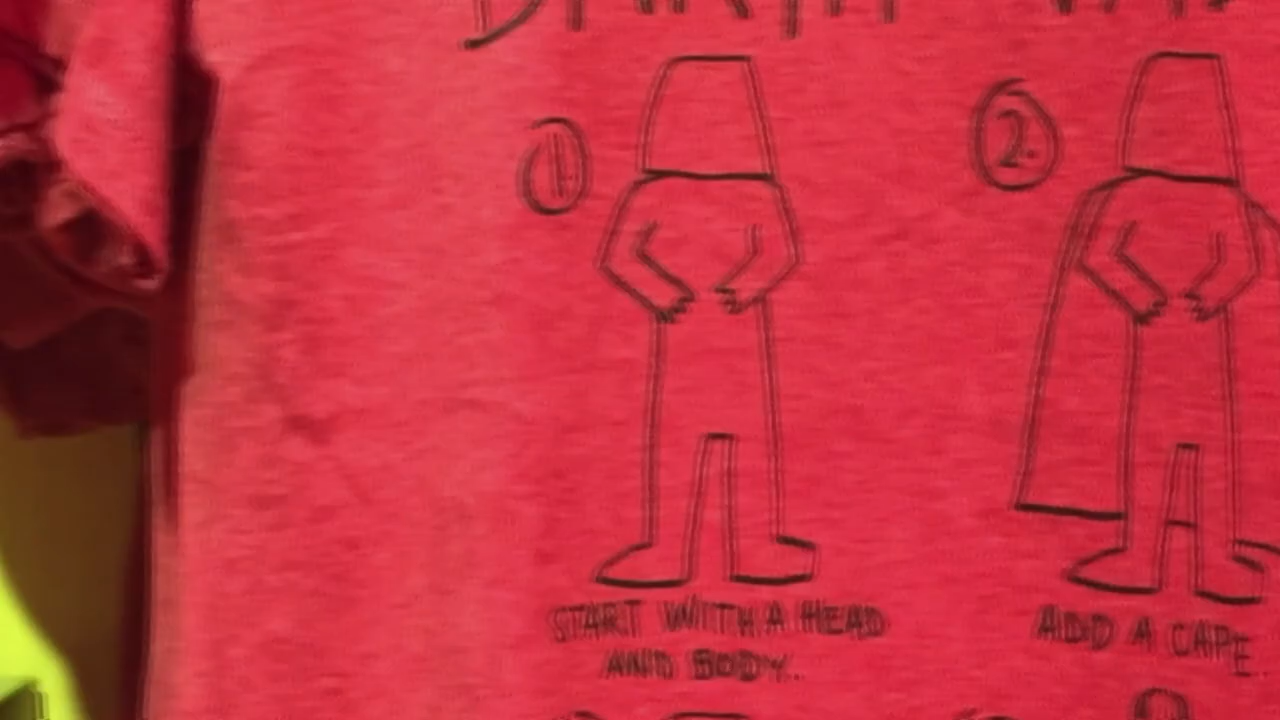 1.
2.
START WITH A HEAD
AND BODY...
ADD A CAPE